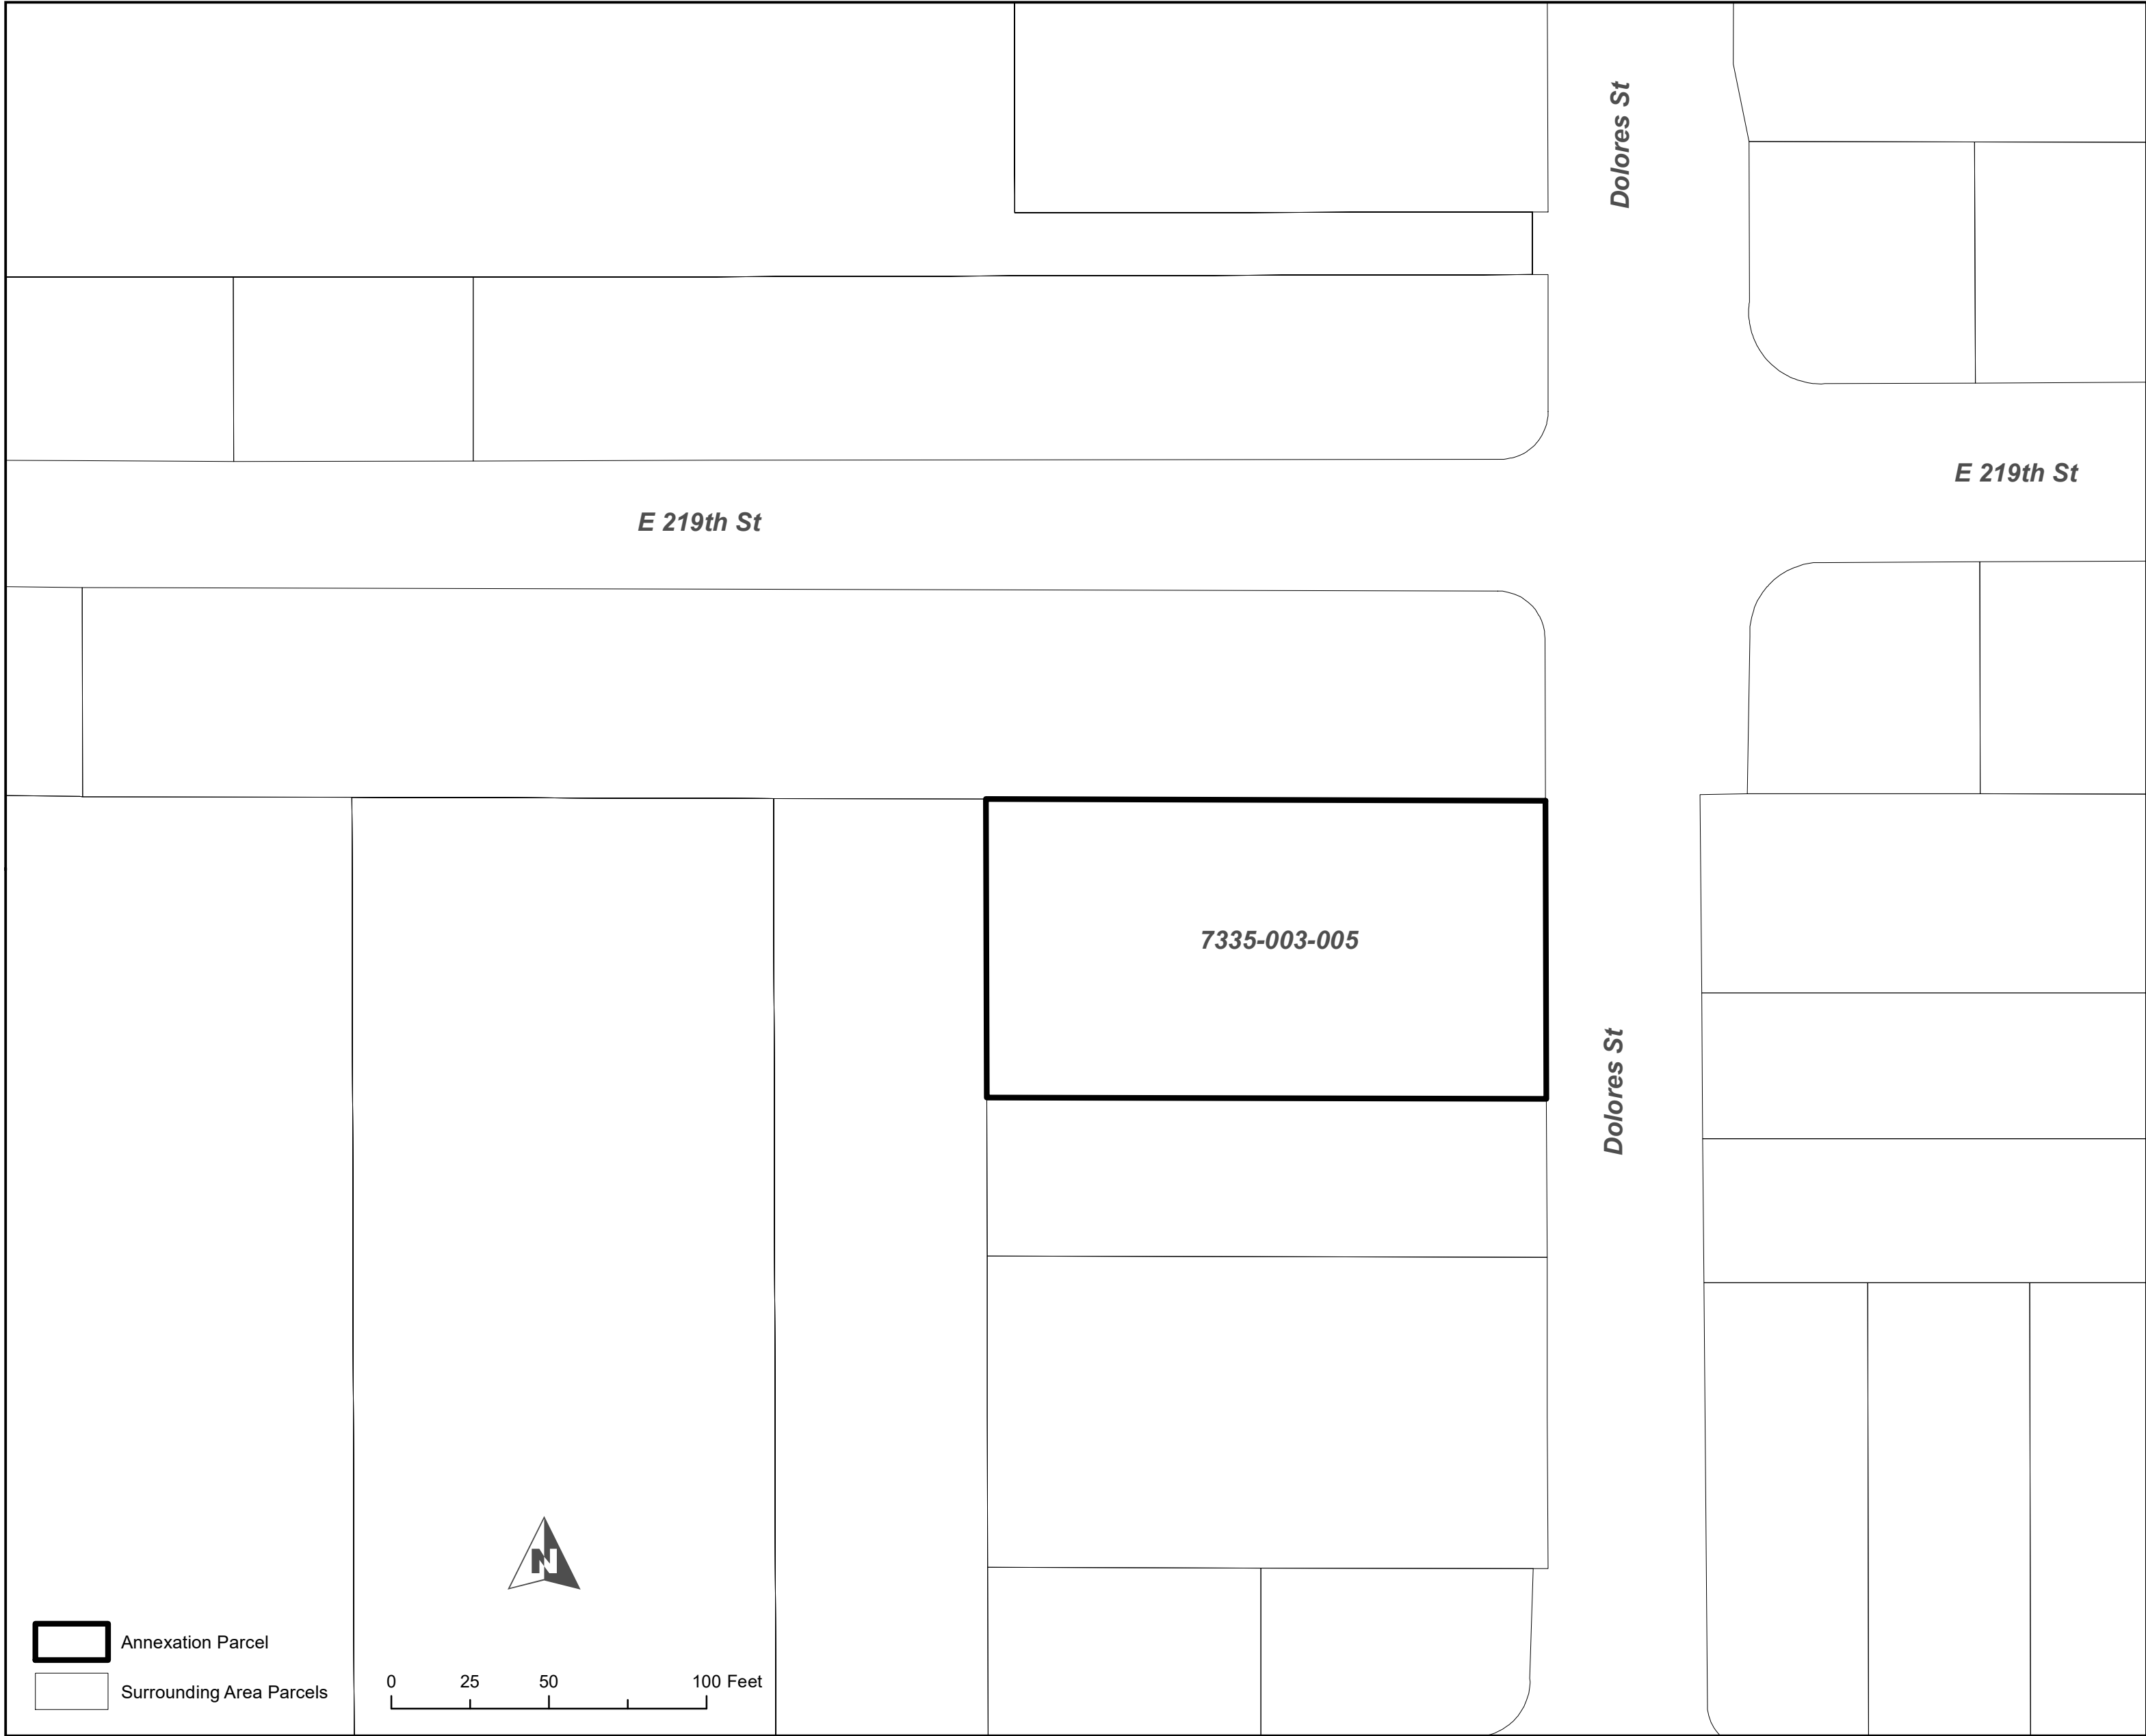 Dolores St
E 219th St
E 219th St
7335-003-005
Dolores St
N
Annexation Parcel
Surrounding Area Parcels
0 25 50 100 Feet